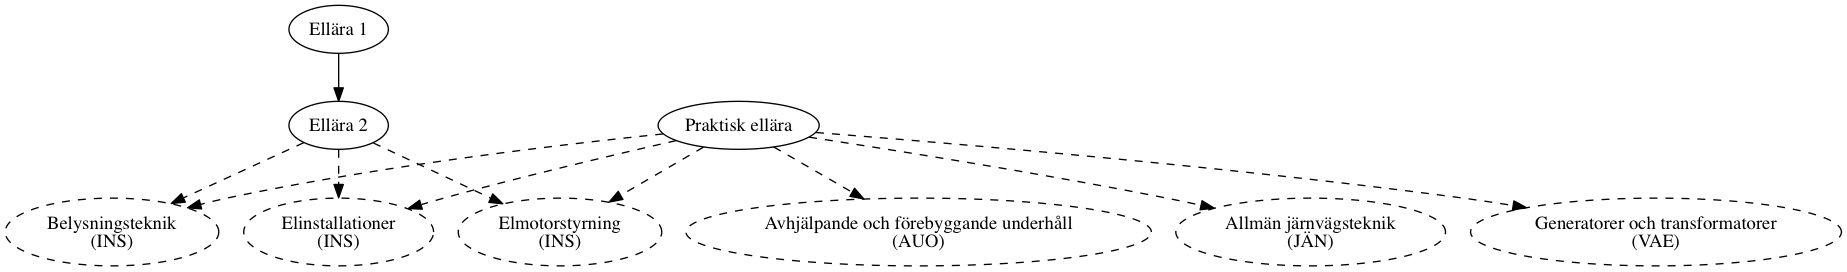 Ellära 1
Ellära 2
Praktisk ellära
Belysningsteknik
(INS)
Elinstallationer
(INS)
Elmotorstyrning
(INS)
Avhjälpande och förebyggande underhåll
(AUO)
Allmän järnvägsteknik
(JÄN)
Generatorer och transformatorer
(VAE)